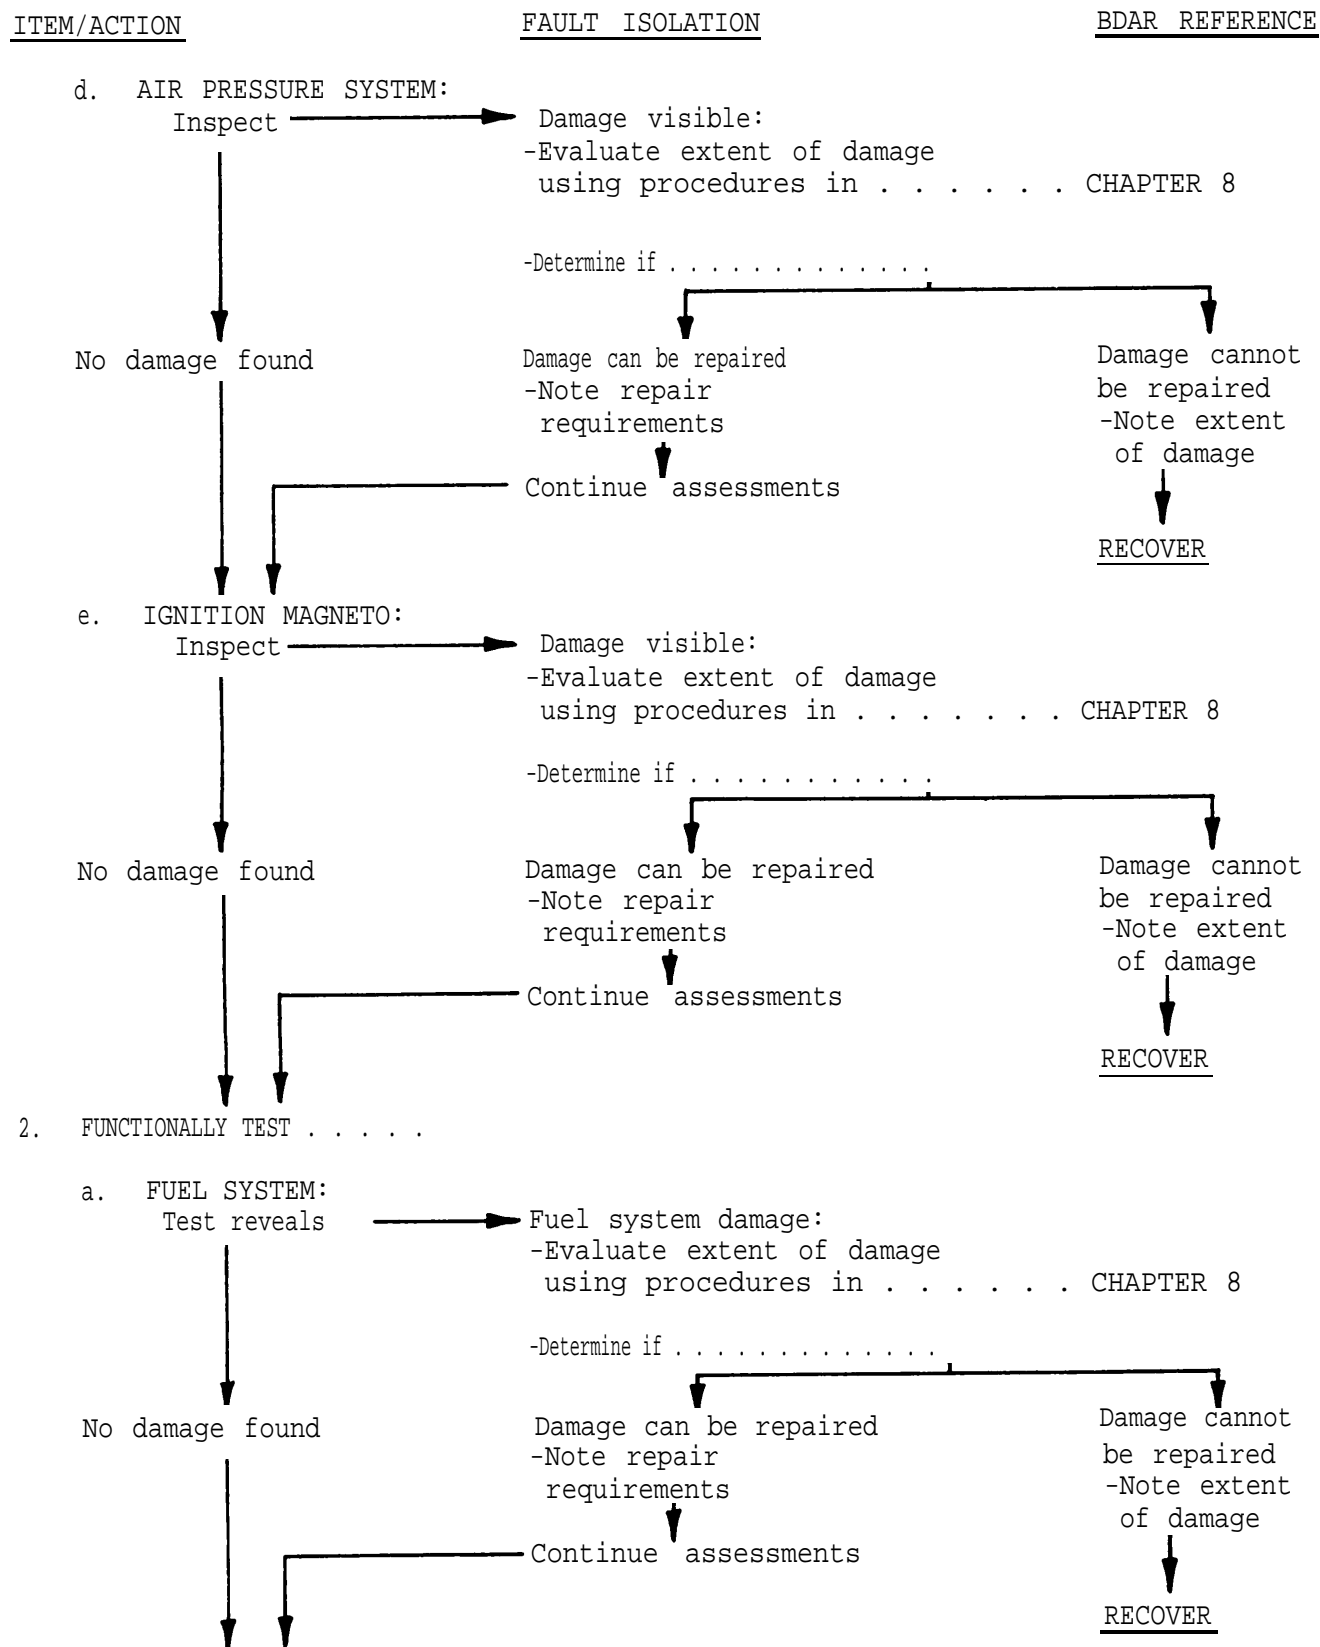 ITEM/ACTION FAULT ISOLATION BDAR REFERENCE
d. AIR PRESSURE SYSTEM:
Inspect Damage visible:
-Evaluate extent of damage
using procedures in . . . . . . CHAPTER 8
-Determine if . . . . . . . . . . . . .
No damage found Damage can be repaired Damage cannot
-Note repair be repaired
requirements -Note extent
of damage
Continue assessments
RECOVER
e. IGNITION MAGNETO:
Inspect Damage visible:
-Evaluate extent of damage
using procedures in . . . . . . . CHAPTER 8
-Determine if . . . . . . . . . . . .
No damage found Damage can be repaired Damage cannot
-Note repair be repaired
requirements -Note extent
of damage
Continue assessments
RECOVER
2. FUNCTIONALLY TEST . . . . .
a. FUEL SYSTEM:
Test reveals Fuel system damage:
-Evaluate extent of damage
using procedures in . . . . . . CHAPTER 8
-Determine if . . . . . . . . . . . . .
No damage found Damage can be repaired Damage cannot
-Note repair be repaired
requirements -Note extent
of damage
Continue assessments
RECOVER